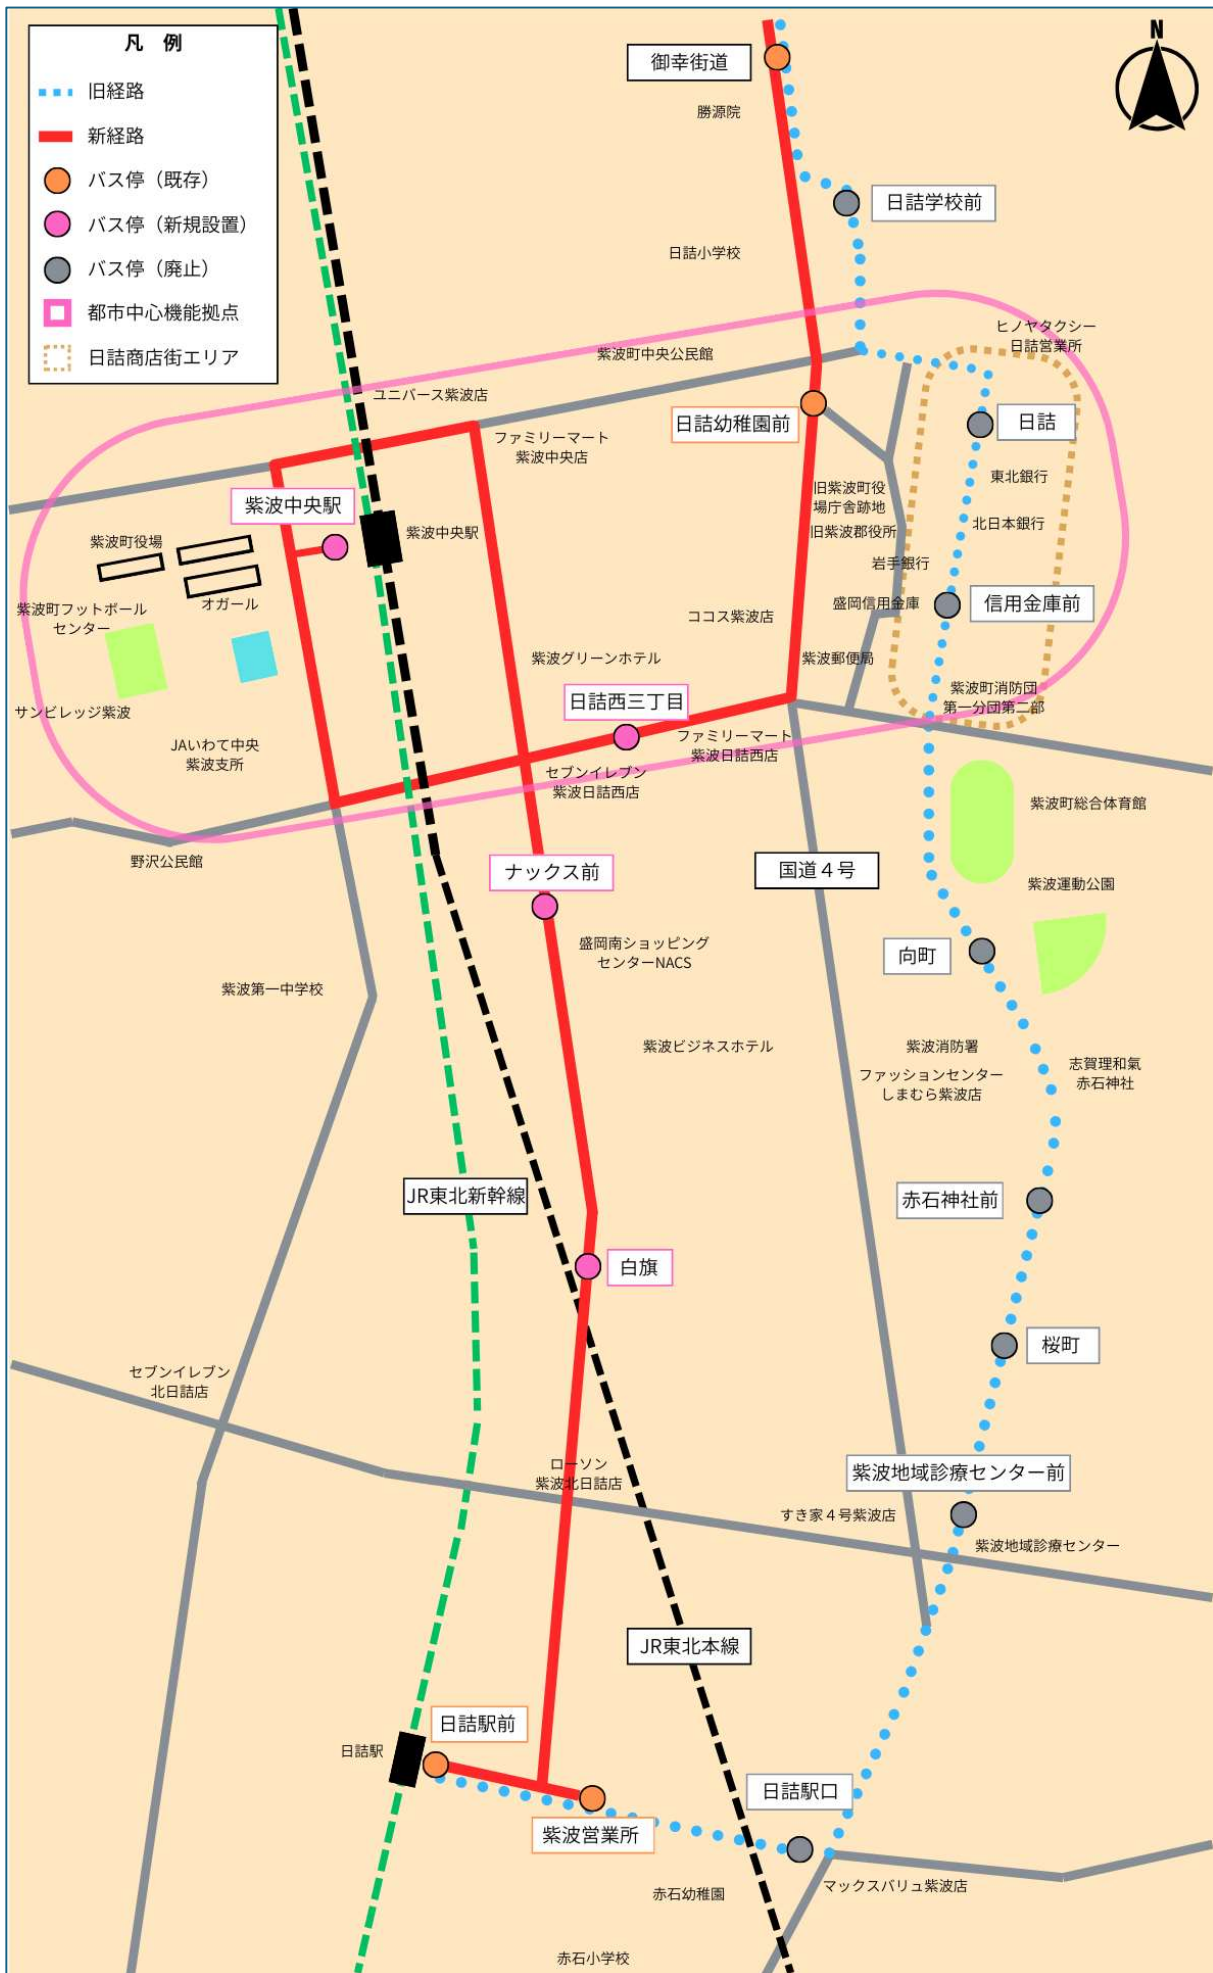 凡 例
旧経路
新経路
バス停（既存）
バス停（新規設置）
バス停（廃止）
都市中心機能拠点
日詰商店街エリア
N
御幸街道
勝源院
日詰学校前
日詰小学校
ヒノヤタクシー
日詰営業所
紫波町中央公民館
ユニバース紫波店
日詰幼稚園前
日詰
ファミリーマート
紫波中央店
東北銀行
紫波中央駅
旧紫波町役
場庁舎跡地
北日本銀行
紫波中央駅
旧紫波郡役所
紫波町役場
岩手銀行
オガール
盛岡信用金庫
信用金庫前
紫波町フットボール
センター
ココス紫波店
紫波グリーンホテル
紫波郵便局
日詰西三丁目
紫波町消防団
第一分団第二部
サンビレッジ紫波
JAいわて中央
紫波支所
ファミリーマート
紫波日詰西店
セブンイレブン
紫波日詰西店
紫波町総合体育館
野沢公民館
ナックス前
国道４号
紫波運動公園
盛岡南ショッピング
センターNACS
向町
紫波第一中学校
紫波ビジネスホテル
紫波消防署
ファッションセンター
しまむら紫波店
志賀理和氣
赤石神社
JR東北新幹線
赤石神社前
白旗
桜町
セブンイレブン
北日詰店
ローソン
紫波北日詰店
紫波地域診療センター前
すき家４号紫波店
紫波地域診療センター
JR東北本線
日詰駅前
日詰駅
日詰駅口
紫波営業所
マックスバリュ紫波店
赤石幼稚園
赤石小学校